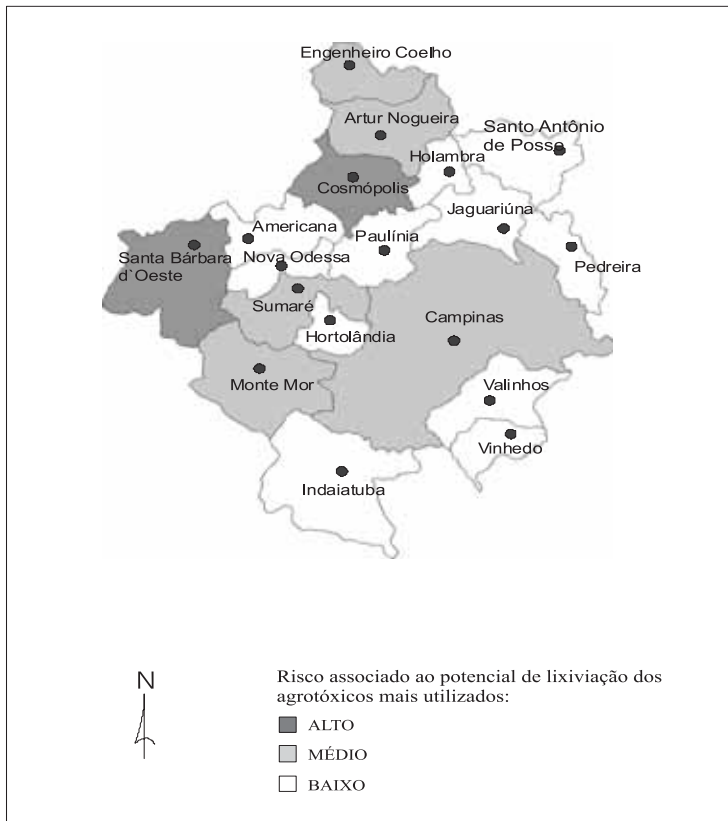 Engenheiro Coelho
Artur Nogueira
Santo Antônio
de Posse
Holambra
Cosmópolis
Jaguariúna
Americana
Paulínia
Santa Bárbara
d`Oeste
Nova Odessa
Pedreira
Sumaré
Campinas
Hortolândia
Monte Mor
Valinhos
Vinhedo
Indaiatuba
N
Risco associado ao potencial de lixiviação dos
agrotóxicos mais utilizados:
ALTO
MÉDIO
BAIXO